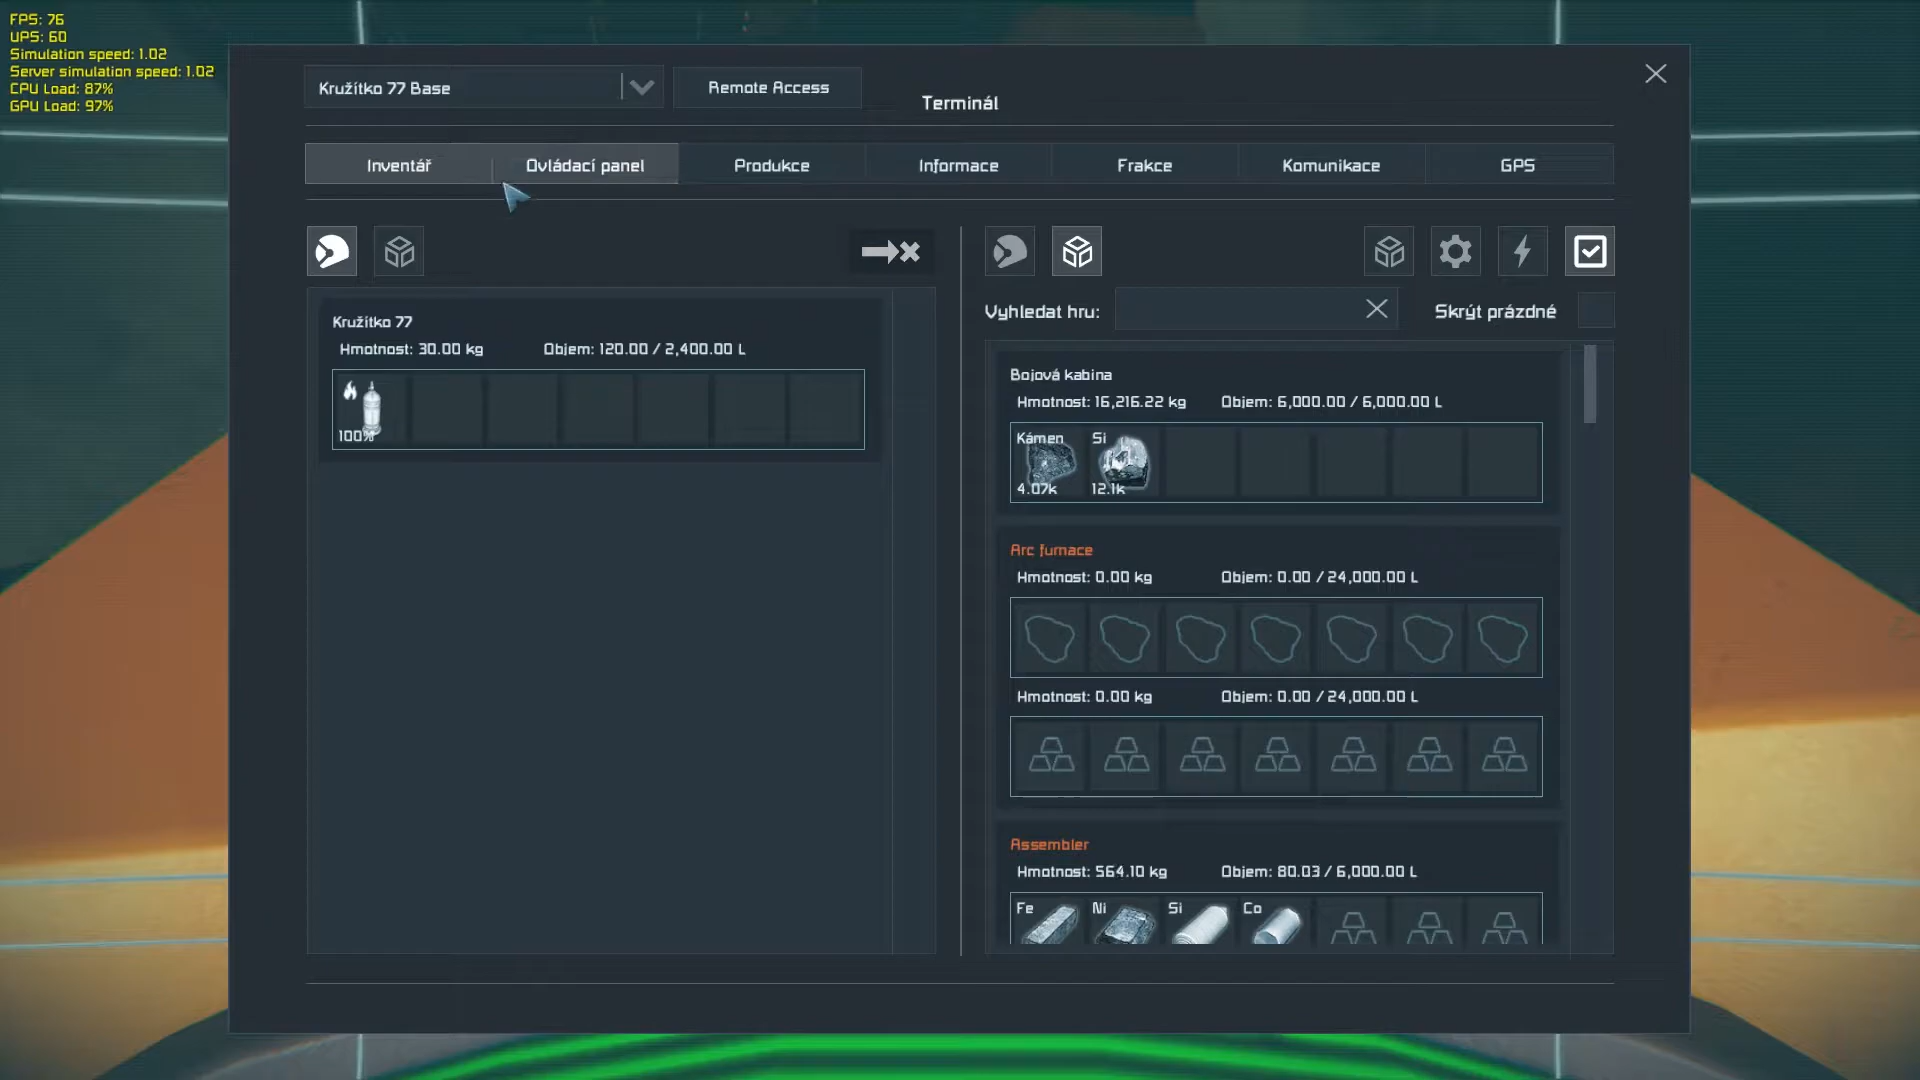 FPS: 76
UPS: 60
Simulation speed: 1.02
Server simulation speed: 1.02
CPU Load: 87%
GPU Load: 97%
Kružítko 77 Base
Remote Access
Terminál
Inventář
Ovládací panel
Produkce
Informace
Frakce
Komunikace
GPS
Kružítko 77
Hmotnost: 30.00 kg
Objem: 120.00 / 2,400.00 L
100%
Vyhledat hru:
Skrýt prázdné
Bojová kabina
Hmotnost: 16,216.22 kg
Objem: 6,000.00 / 6,000.00 L
Kámen
Si
4.07k
12.1k
Arc furnace
Hmotnost: 0.00 kg
Objem: 0.00 / 24,000.00 L
Hmotnost: 0.00 kg
Objem: 0.00 / 24,000.00 L
Assembler
Hmotnost: 564.10 kg
Objem: 80.03 / 6,000.00 L
Fe
Ni
Si
Co